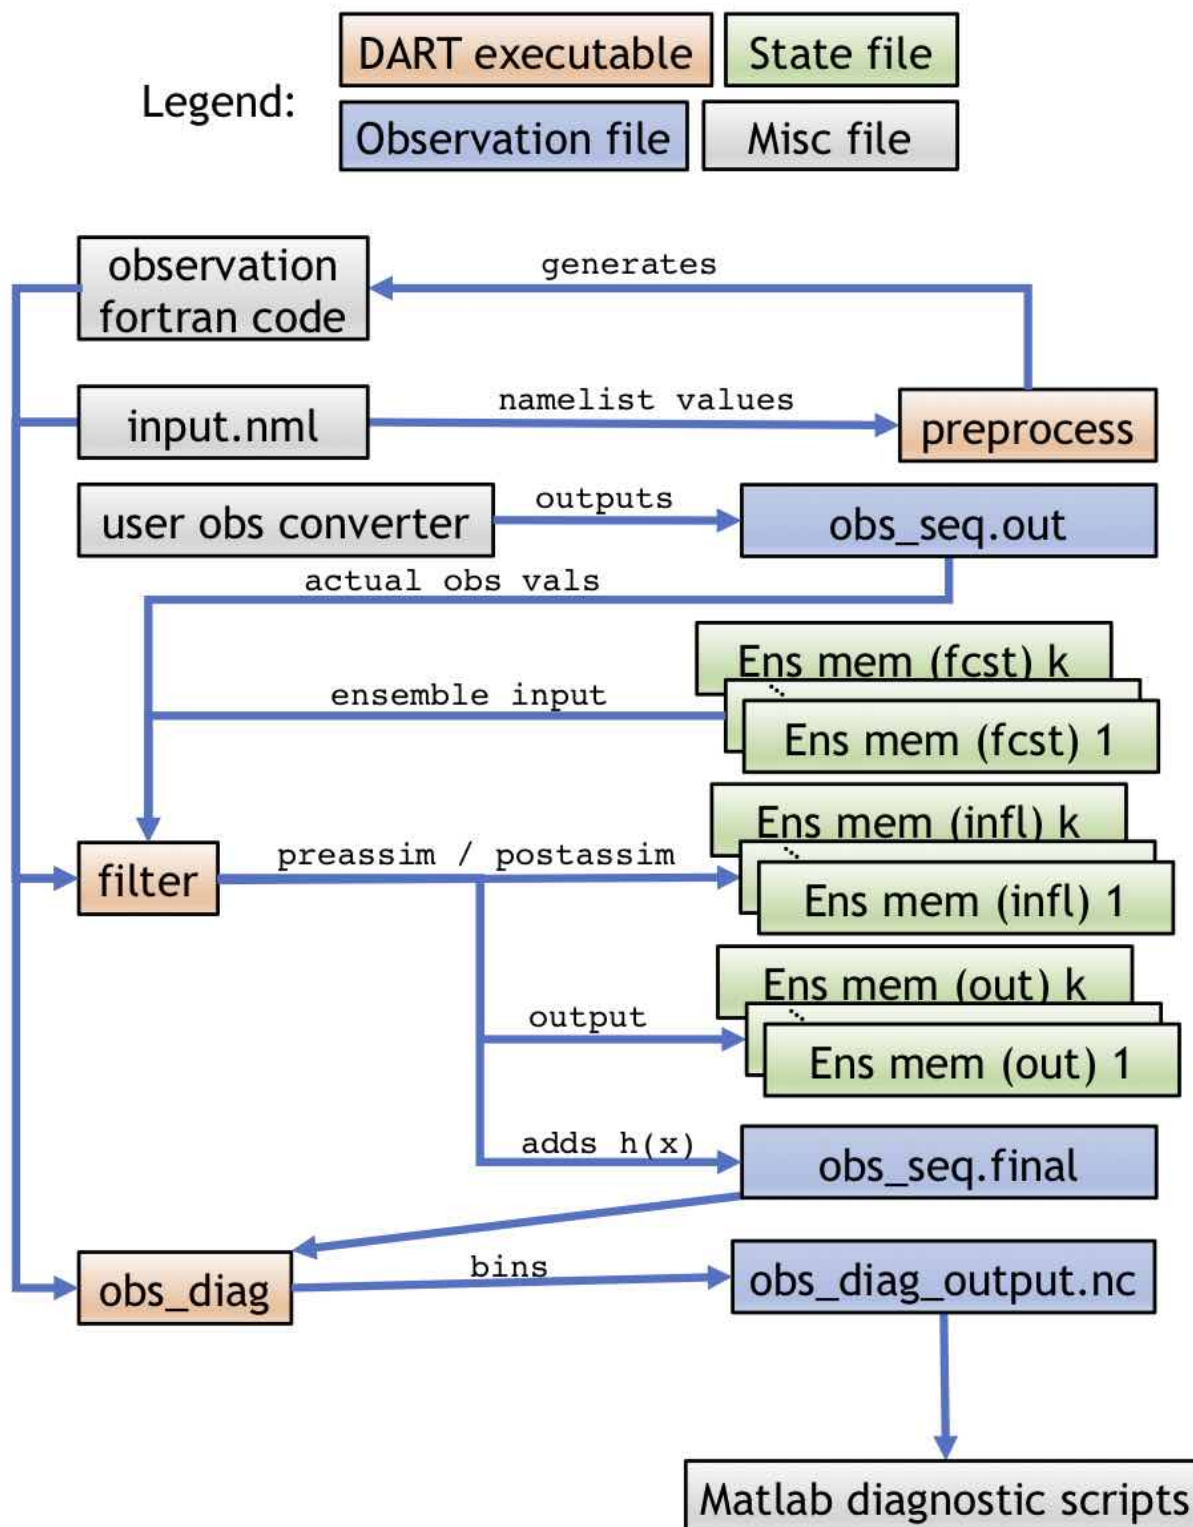 Legend:
DART executable
State file
Observation file
Misc file
observation
fortran code
generates
input.nml
namelist values
preprocess
user obs converter
outputs
obs_seq.out
actual obs vals
Ens mem (fcst) k
ensemble input
Ens mem (fcst) 1
Ens mem (infl) k
filter
preassim / postassim
Ens mem (infl) 1
Ens mem (out) k
output
Ens mem (out) 1
adds h(x)
obs_seq.final
obs_diag
bins
obs_diag_output.nc
Matlab diagnostic scripts